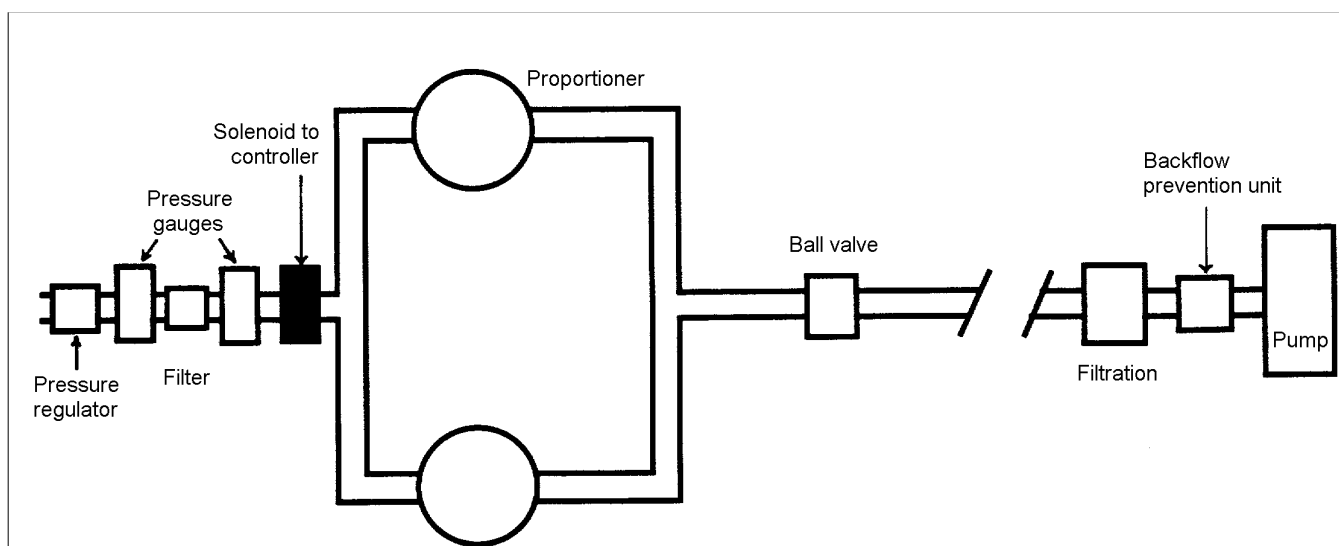 Proportioner
Solenoid to
controller
Pressure
gauges
Backflow
prevention unit
Ball valve
Pump
Filter
Filtration
Pressure
regulator